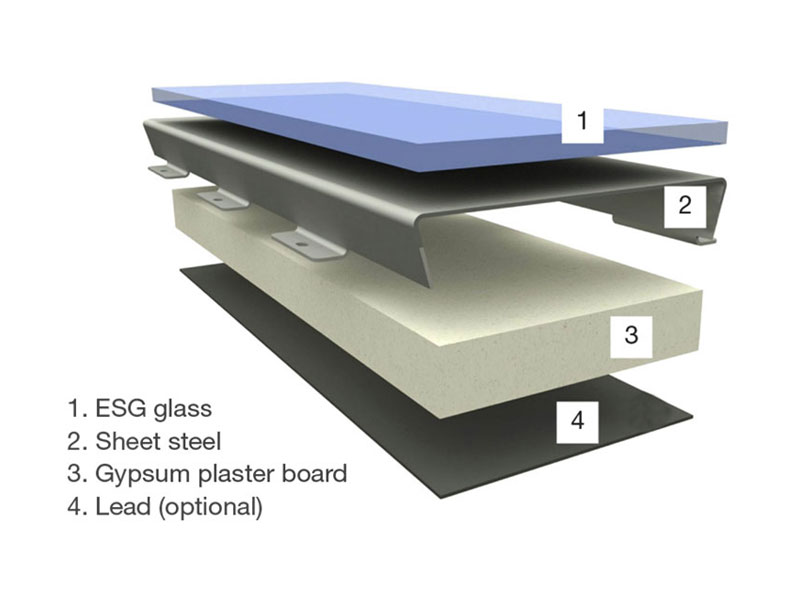 1
2
3
4
1. ESG glass
2. Sheet steel
3. Gypsum plaster board
4. Lead (optional)